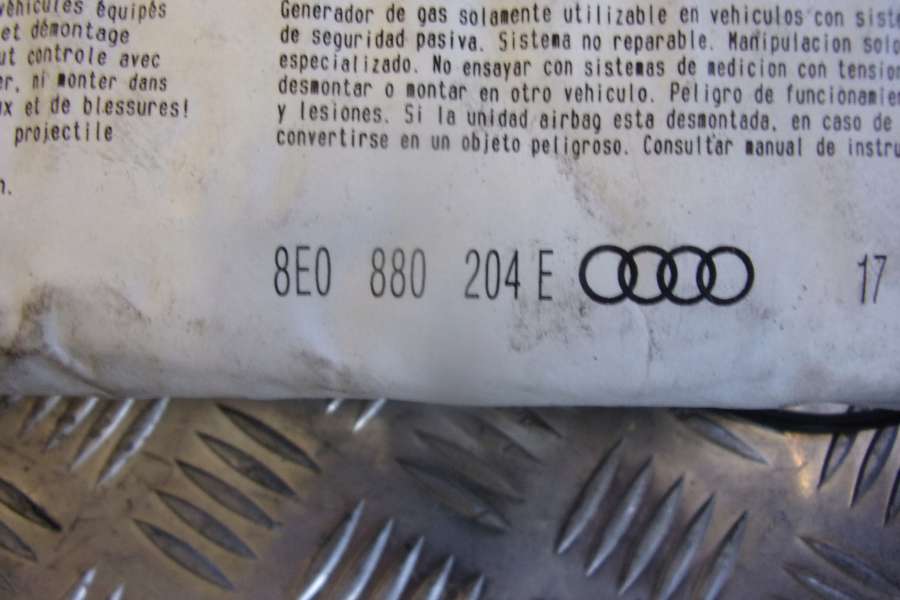 véhicules équipés
et démontage
ut controle avec
er, ni monter dans
ux et de blessures!
projectile
n.
Generador de gas solamente utilizable en vehiculos con siste
de seguridad pasiva. Sistema no reparable. Manipulacion solo
especializado. No ensayar con sistemas de medicion con tension
desmontar o montar en otro vehiculo. Peligro de funcionamie
y lesiones. Si la unidad airbag esta desmontada, en caso de
convertirse en un objeto peligroso. Consultar manual de instru
8E0 880 204 E 17